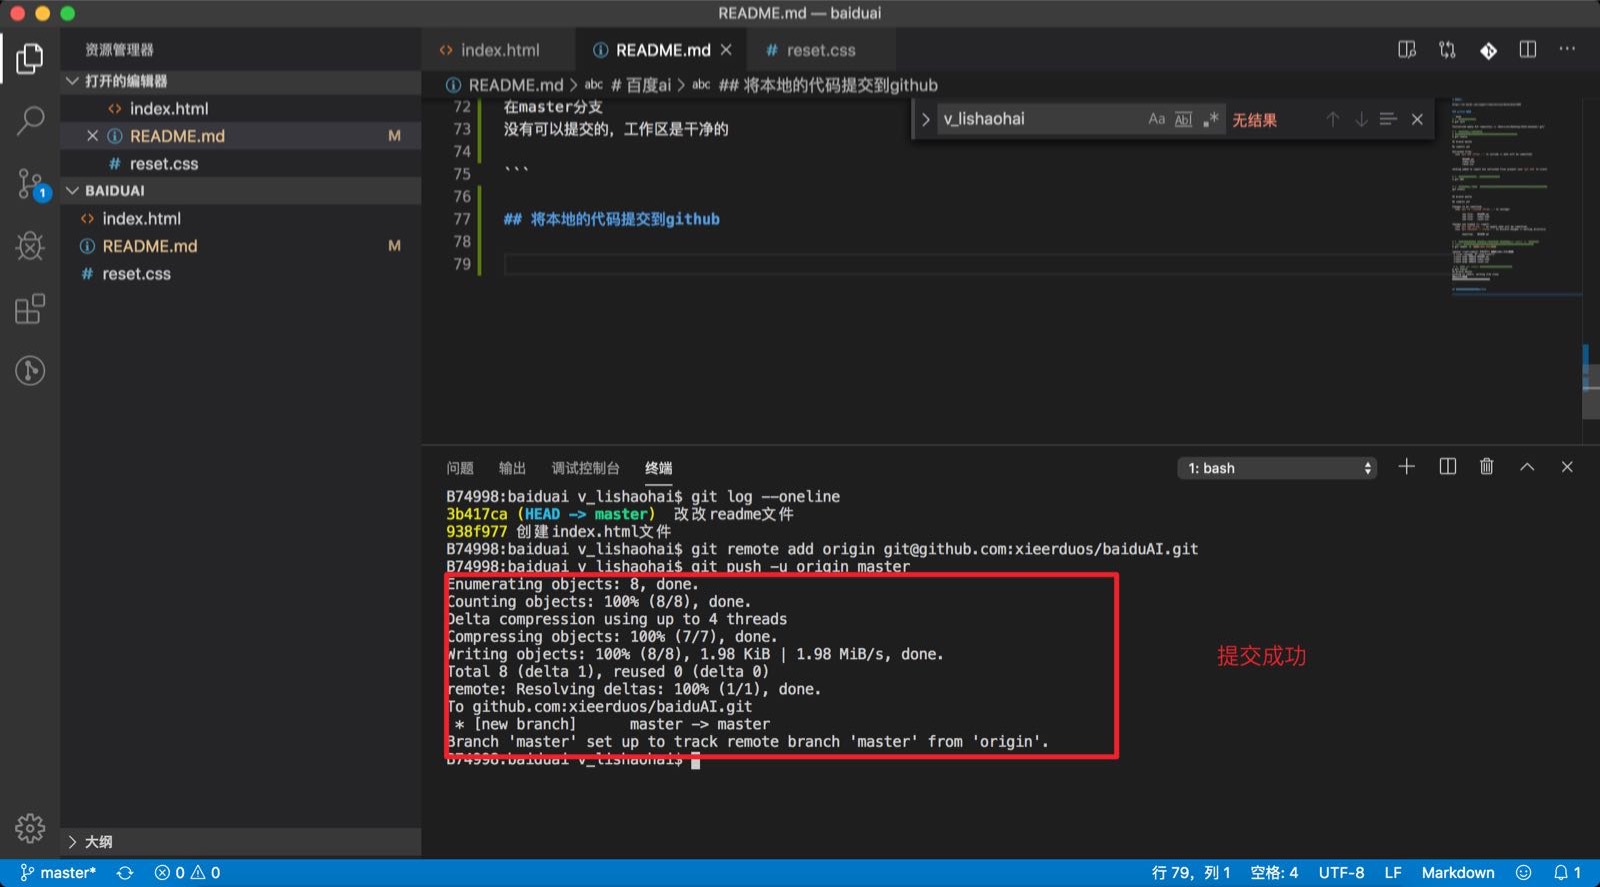 README.md — baiduai
资源管理器
打开的编辑器
<> index.html
README.md M
# reset.css
BAIDUAI
<> index.html
README.md M
# reset.css
1
大纲
<> index.html
README.md
# reset.css
README.md > abc # 百度ai > abc ## 将本地的代码提交到github
v_lishaohai Aa Abl .* 无结果
72 在master分支
73 没有可以提交的，工作区是干净的
74
75 ```
76
77 ## 将本地的代码提交到github
78
79
问题 输出 调试控制台 终端 1: bash
B74998:baiduai v_lishaohai$ git log --oneline
3b417ca (HEAD -> master) 改改readme文件
938f977 创建index.html文件
B74998:baiduai v_lishaohai$ git remote add origin git@github.com:xieerduos/baiduAI.git
B74998:baiduai v_lishaohai$ git push -u origin master
Enumerating objects: 8, done.
Counting objects: 100% (8/8), done.
Delta compression using up to 4 threads
Compressing objects: 100% (7/7), done.
Writing objects: 100% (8/8), 1.98 KiB | 1.98 MiB/s, done.
Total 8 (delta 1), reused 0 (delta 0)
remote: Resolving deltas: 100% (1/1), done.
To github.com:xieerduos/baiduAI.git
* [new branch] master -> master
Branch 'master' set up to track remote branch 'master' from 'origin'.
B74998:baiduai v_lishaohai$
提交成功
master* 0 0 行 79，列 1 空格: 4 UTF-8 LF Markdown 1